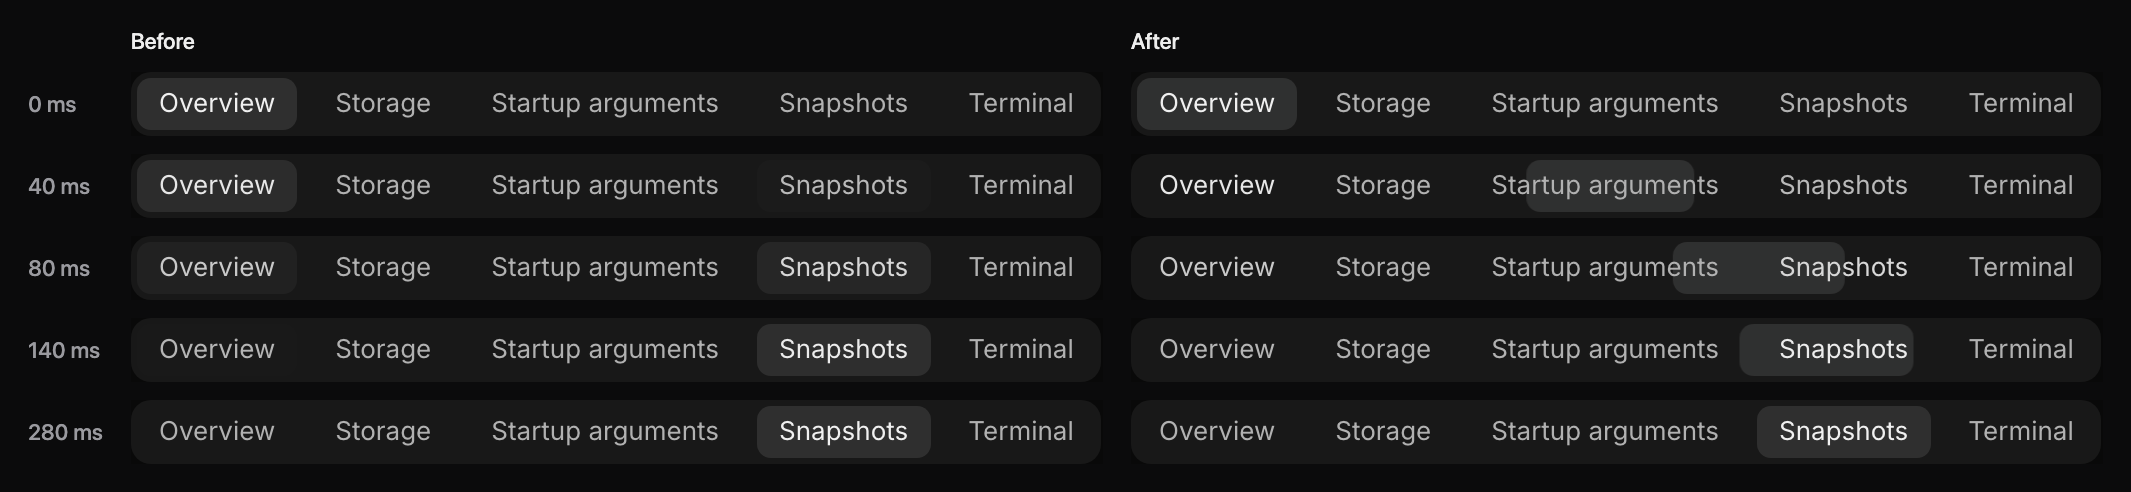 Before After
0 ms Overview Storage Startup arguments Snapshots Terminal Overview Storage Startup arguments Snapshots Terminal
40 ms Overview Storage Startup arguments Snapshots Terminal Overview Storage Startup arguments Snapshots Terminal
80 ms Overview Storage Startup arguments Snapshots Terminal Overview Storage Startup arguments Snapshots Terminal
140 ms Overview Storage Startup arguments Snapshots Terminal Overview Storage Startup arguments Snapshots Terminal
280 ms Overview Storage Startup arguments Snapshots Terminal Overview Storage Startup arguments Snapshots Terminal